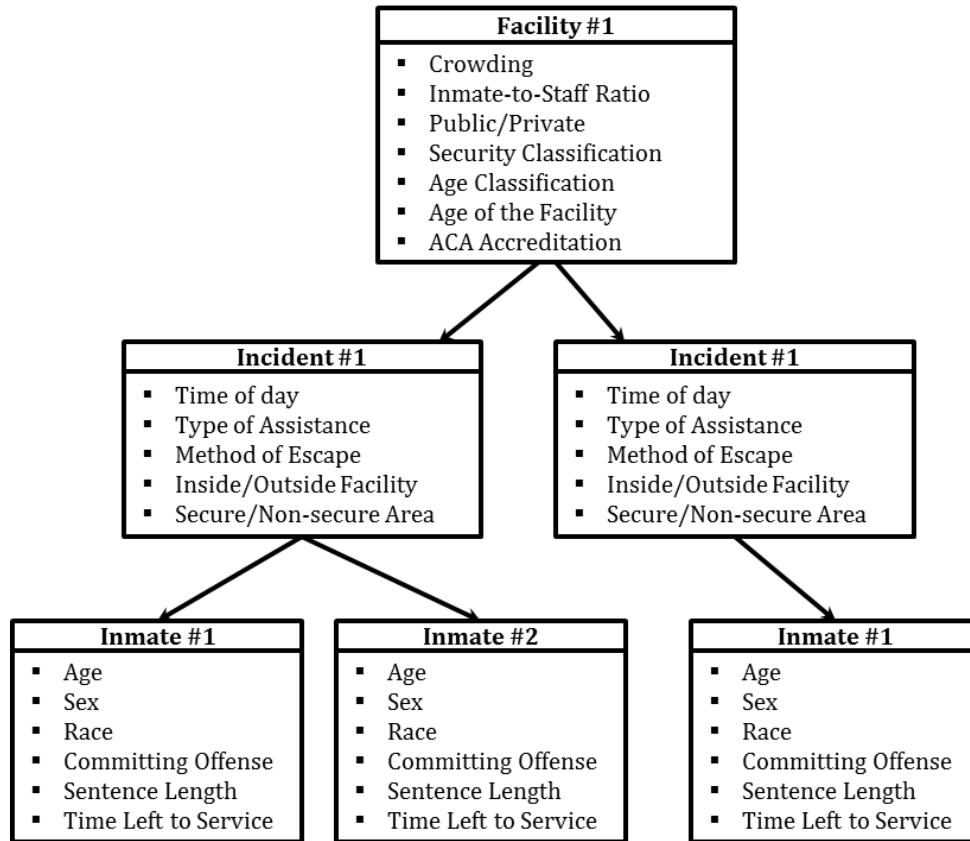 Facility #1
▪ Crowding
▪ Inmate-to-Staff Ratio
▪ Public/Private
▪ Security Classification
▪ Age Classification
▪ Age of the Facility
▪ ACA Accreditation
Incident #1
▪ Time of day
▪ Type of Assistance
▪ Method of Escape
▪ Inside/Outside Facility
▪ Secure/Non-secure Area
Incident #1
▪ Time of day
▪ Type of Assistance
▪ Method of Escape
▪ Inside/Outside Facility
▪ Secure/Non-secure Area
Inmate #1
▪ Age
▪ Sex
▪ Race
▪ Committing Offense
▪ Sentence Length
▪ Time Left to Service
Inmate #2
▪ Age
▪ Sex
▪ Race
▪ Committing Offense
▪ Sentence Length
▪ Time Left to Service
Inmate #1
▪ Age
▪ Sex
▪ Race
▪ Committing Offense
▪ Sentence Length
▪ Time Left to Service